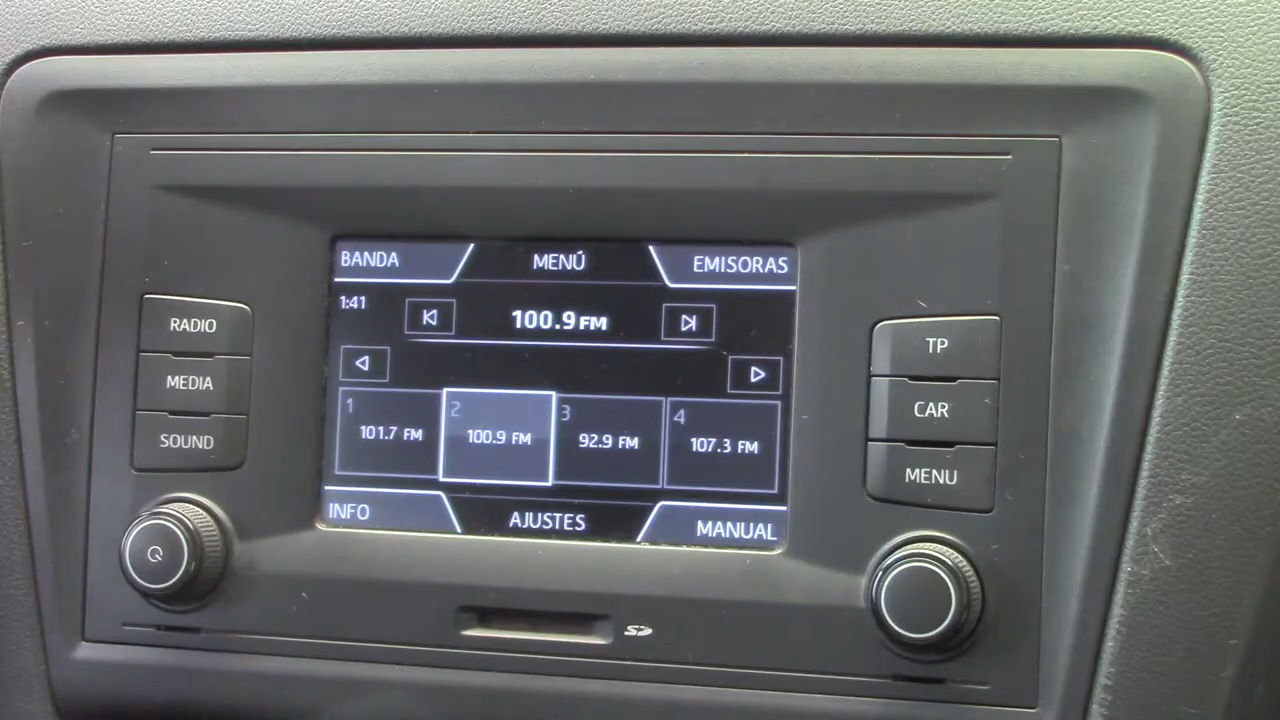 BANDA MENÚ EMISORAS
1:41 100.9 FM
1 2 3 4
101.7 FM 100.9 FM 92.9 FM 107.3 FM
INFO AJUSTES MANUAL
RADIO
MEDIA
SOUND
TP
CAR
MENU
SD